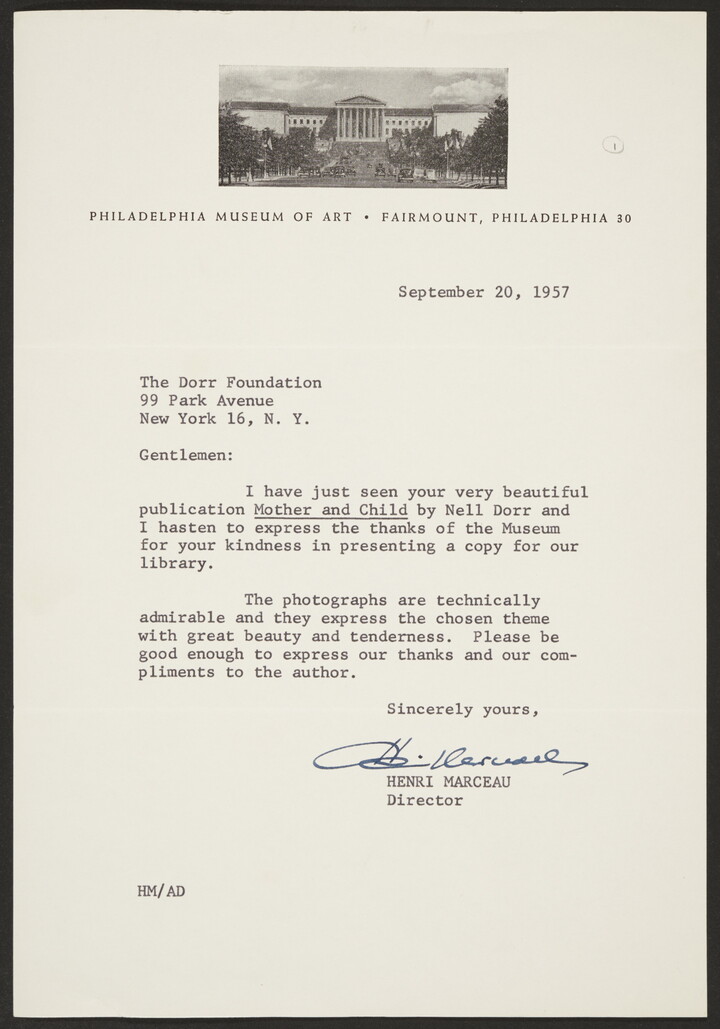 1
PHILADELPHIA MUSEUM OF ART • FAIRMOUNT, PHILADELPHIA 30
September 20, 1957
The Dorr Foundation
99 Park Avenue
New York 16, N. Y.
Gentlemen:
I have just seen your very beautiful
publication Mother and Child by Nell Dorr and
I hasten to express the thanks of the Museum
for your kindness in presenting a copy for our
library.
The photographs are technically
admirable and they express the chosen theme
with great beauty and tenderness. Please be
good enough to express our thanks and our com-
pliments to the author.
Sincerely yours,
H. Marceau
HENRI MARCEAU
Director
HM/AD